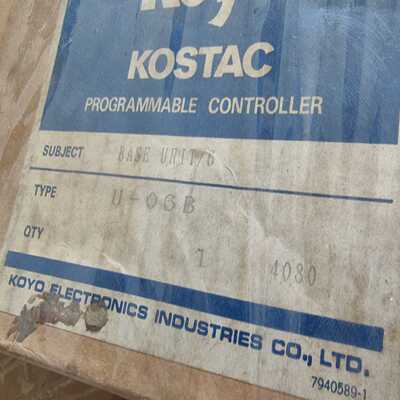 Koyo
KOSTAC
PROGRAMMABLE CONTROLLER
SUBJECT BASE UNIT/6
TYPE U-06B
QTY 1 4080
KOYO ELECTRONICS INDUSTRIES CO., LTD.
7940589-1